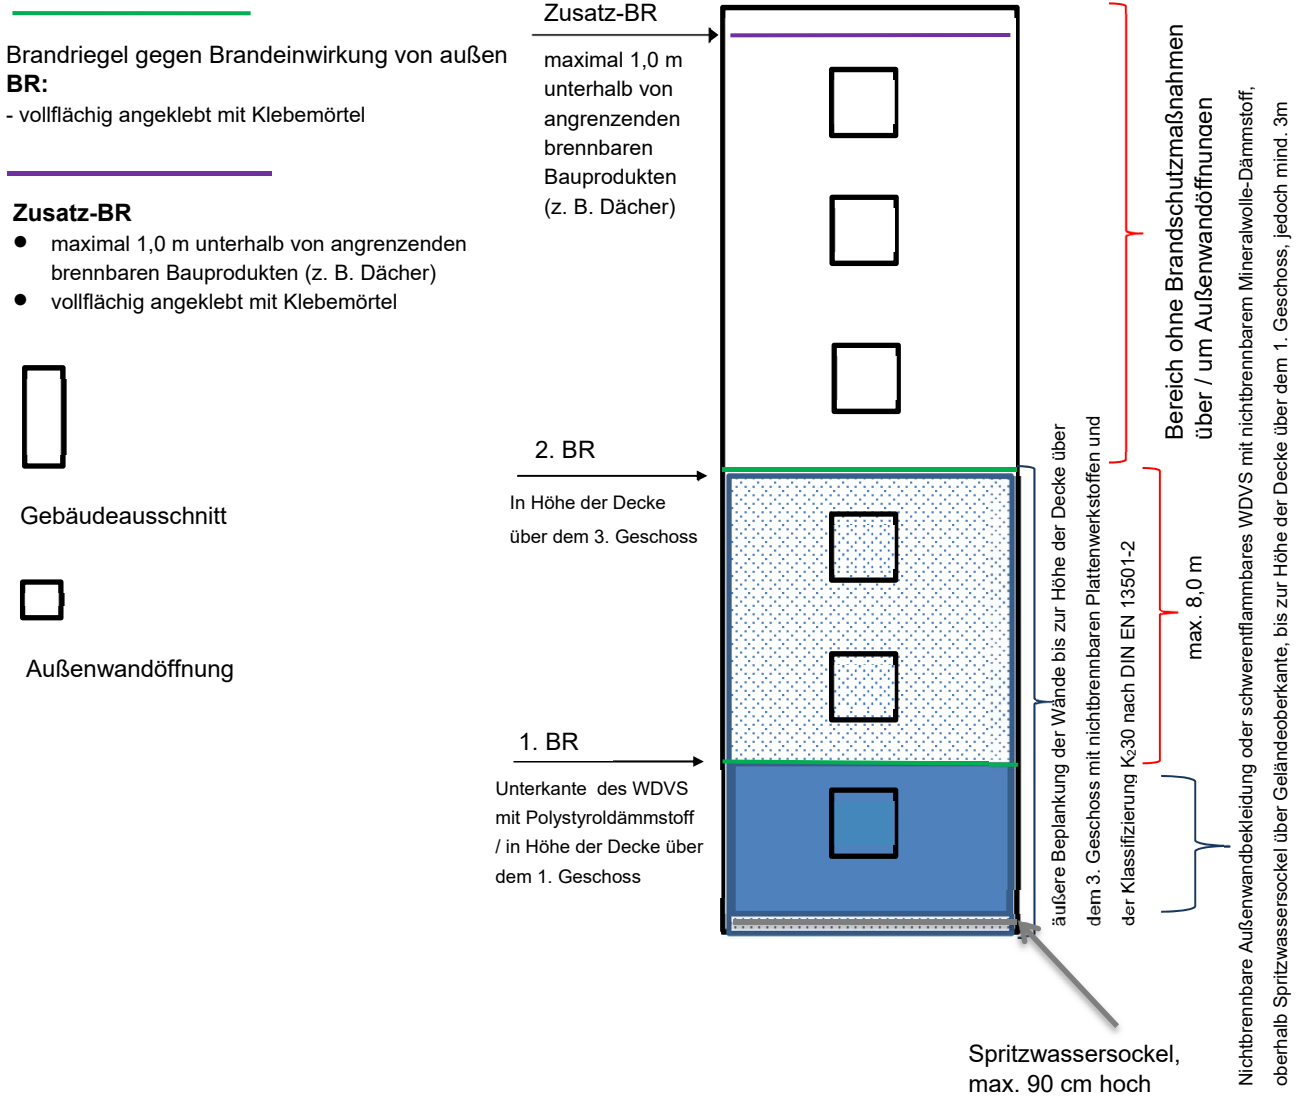 Brandriegel gegen Brandeinwirkung von außen
BR:
- vollflächig angeklebt mit Klebemörtel
Zusatz-BR
● maximal 1,0 m unterhalb von angrenzenden
brennbaren Bauprodukten (z. B. Dächer)
● vollflächig angeklebt mit Klebemörtel
Gebäudeausschnitt
Außenwandöffnung
Zusatz-BR
maximal 1,0 m
unterhalb von
angrenzenden
brennbaren
Bauprodukten
(z. B. Dächer)
2. BR
In Höhe der Decke
über dem 3. Geschoss
1. BR
Unterkante des WDVS
mit Polystyroldämmstoff
/ in Höhe der Decke über
dem 1. Geschoss
äußere Beplankung der Wände bis zur Höhe der Decke über
dem 3. Geschoss mit nichtbrennbaren Plattenwerkstoffen und
der Klassifizierung K₂30 nach DIN EN 13501-2
max. 8,0 m
Bereich ohne Brandschutzmaßnahmen
über / um Außenwandöffnungen
Nichtbrennbare Außenwandbekleidung oder schwerentflammbares WDVS mit nichtbrennbarem Mineralwolle-Dämmstoff,
oberhalb Spritzwassersockel über Geländeoberkante, bis zur Höhe der Decke über dem 1. Geschoss, jedoch mind. 3m
Spritzwassersockel,
max. 90 cm hoch